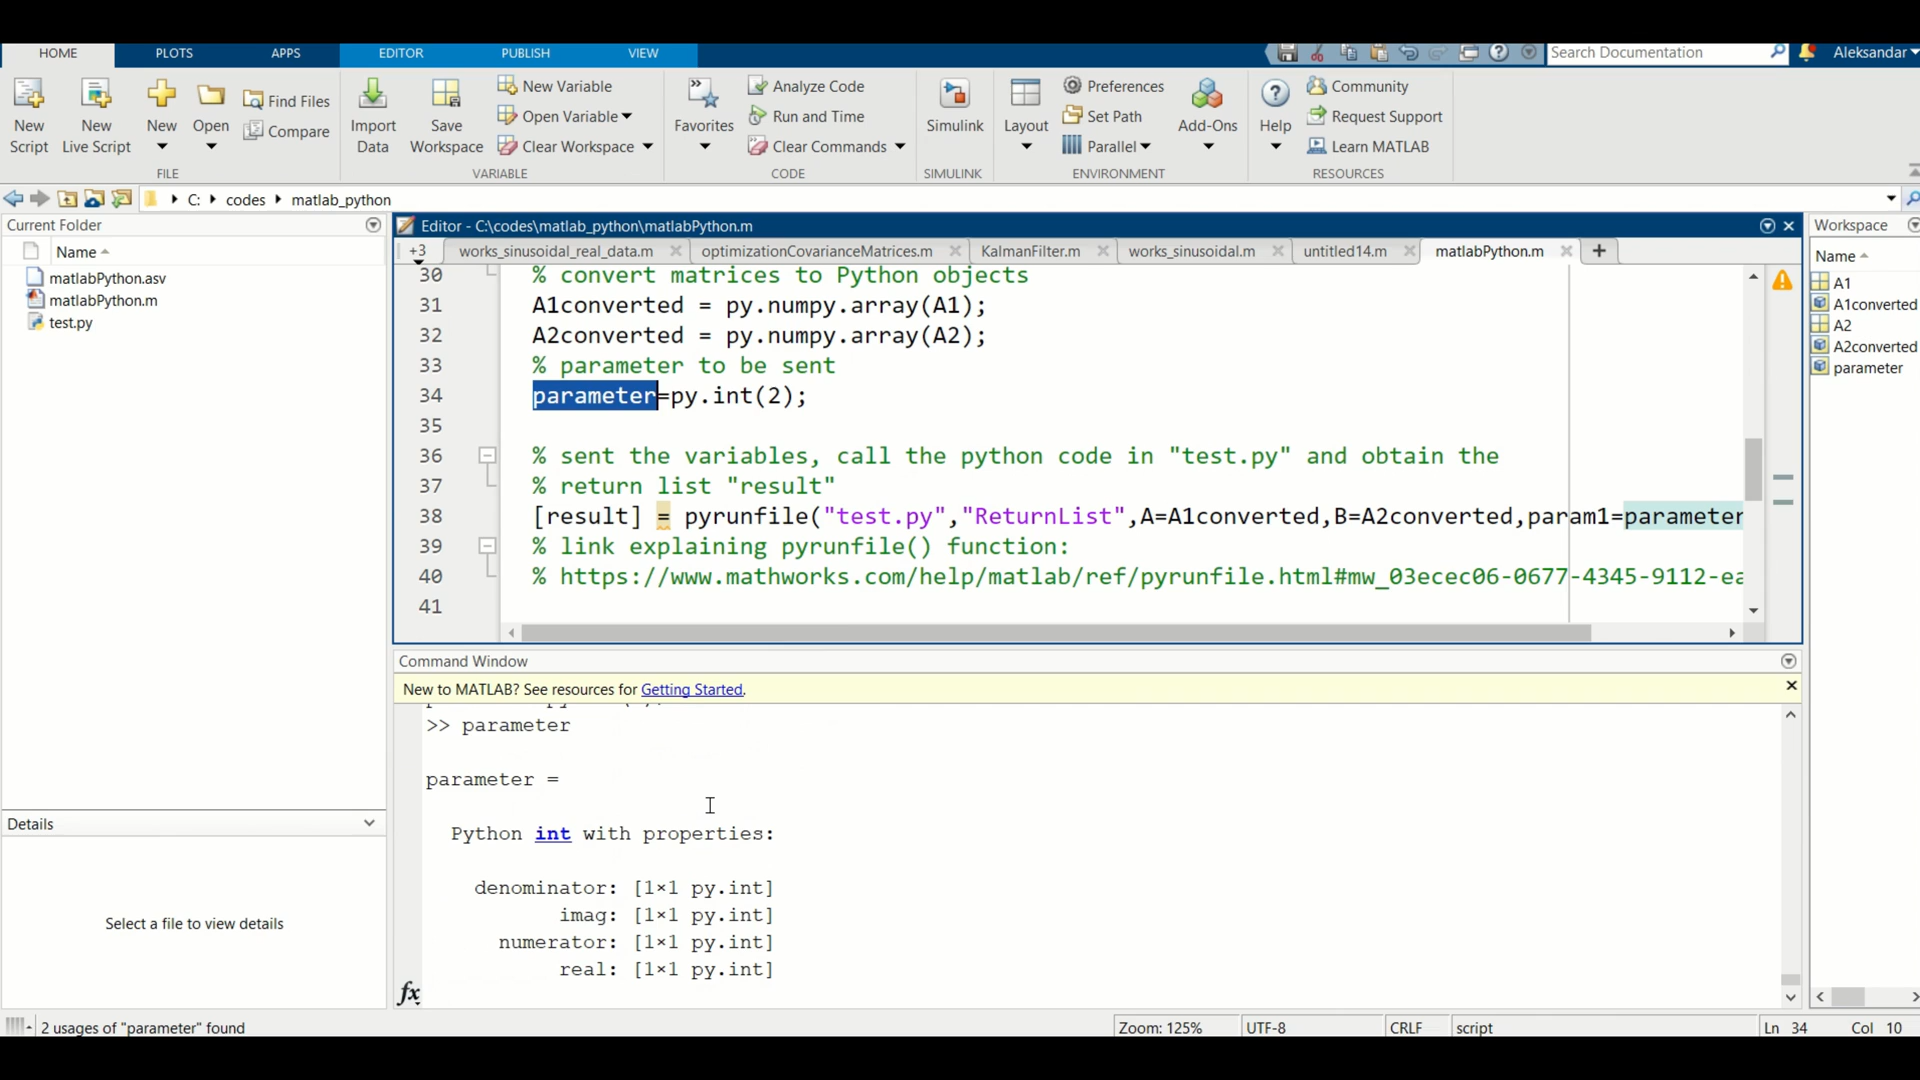 HOME PLOTS APPS EDITOR PUBLISH VIEW Search Documentation Aleksandar
New Script
New Live Script
New
Open
Find Files
Compare
FILE
Import Data
Save Workspace
New Variable
Open Variable
Clear Workspace
VARIABLE
Favorites
Analyze Code
Run and Time
Clear Commands
CODE
Simulink
SIMULINK
Layout
Preferences
Set Path
Parallel
Add-Ons
ENVIRONMENT
Help
Community
Request Support
Learn MATLAB
RESOURCES
C: codes matlab_python
Current Folder
Name
matlabPython.asv
matlabPython.m
test.py
Details
Select a file to view details
Editor - C:\codes\matlab_python\matlabPython.m
+3 works_sinusoidal_real_data.m optimizationCovarianceMatrices.m KalmanFilter.m works_sinusoidal.m untitled14.m matlabPython.m +
30 % convert matrices to Python objects
31 A1converted = py.numpy.array(A1);
32 A2converted = py.numpy.array(A2);
33 % parameter to be sent
34 parameter=py.int(2);
35
36 % sent the variables, call the python code in "test.py" and obtain the
37 % return list "result"
38 [result] = pyrunfile("test.py","ReturnList",A=A1converted,B=A2converted,param1=parameter
39 % link explaining pyrunfile() function:
40 % https://www.mathworks.com/help/matlab/ref/pyrunfile.html#mw_03ecec06-0677-4345-9112-ea
41
Command Window
New to MATLAB? See resources for Getting Started.
>> parameter
parameter =
Python int with properties:
denominator: [1×1 py.int]
imag: [1×1 py.int]
numerator: [1×1 py.int]
real: [1×1 py.int]
fx
Workspace
Name
A1
A1converted
A2
A2converted
parameter
2 usages of "parameter" found
Zoom: 125% UTF-8 CRLF script Ln 34 Col 10